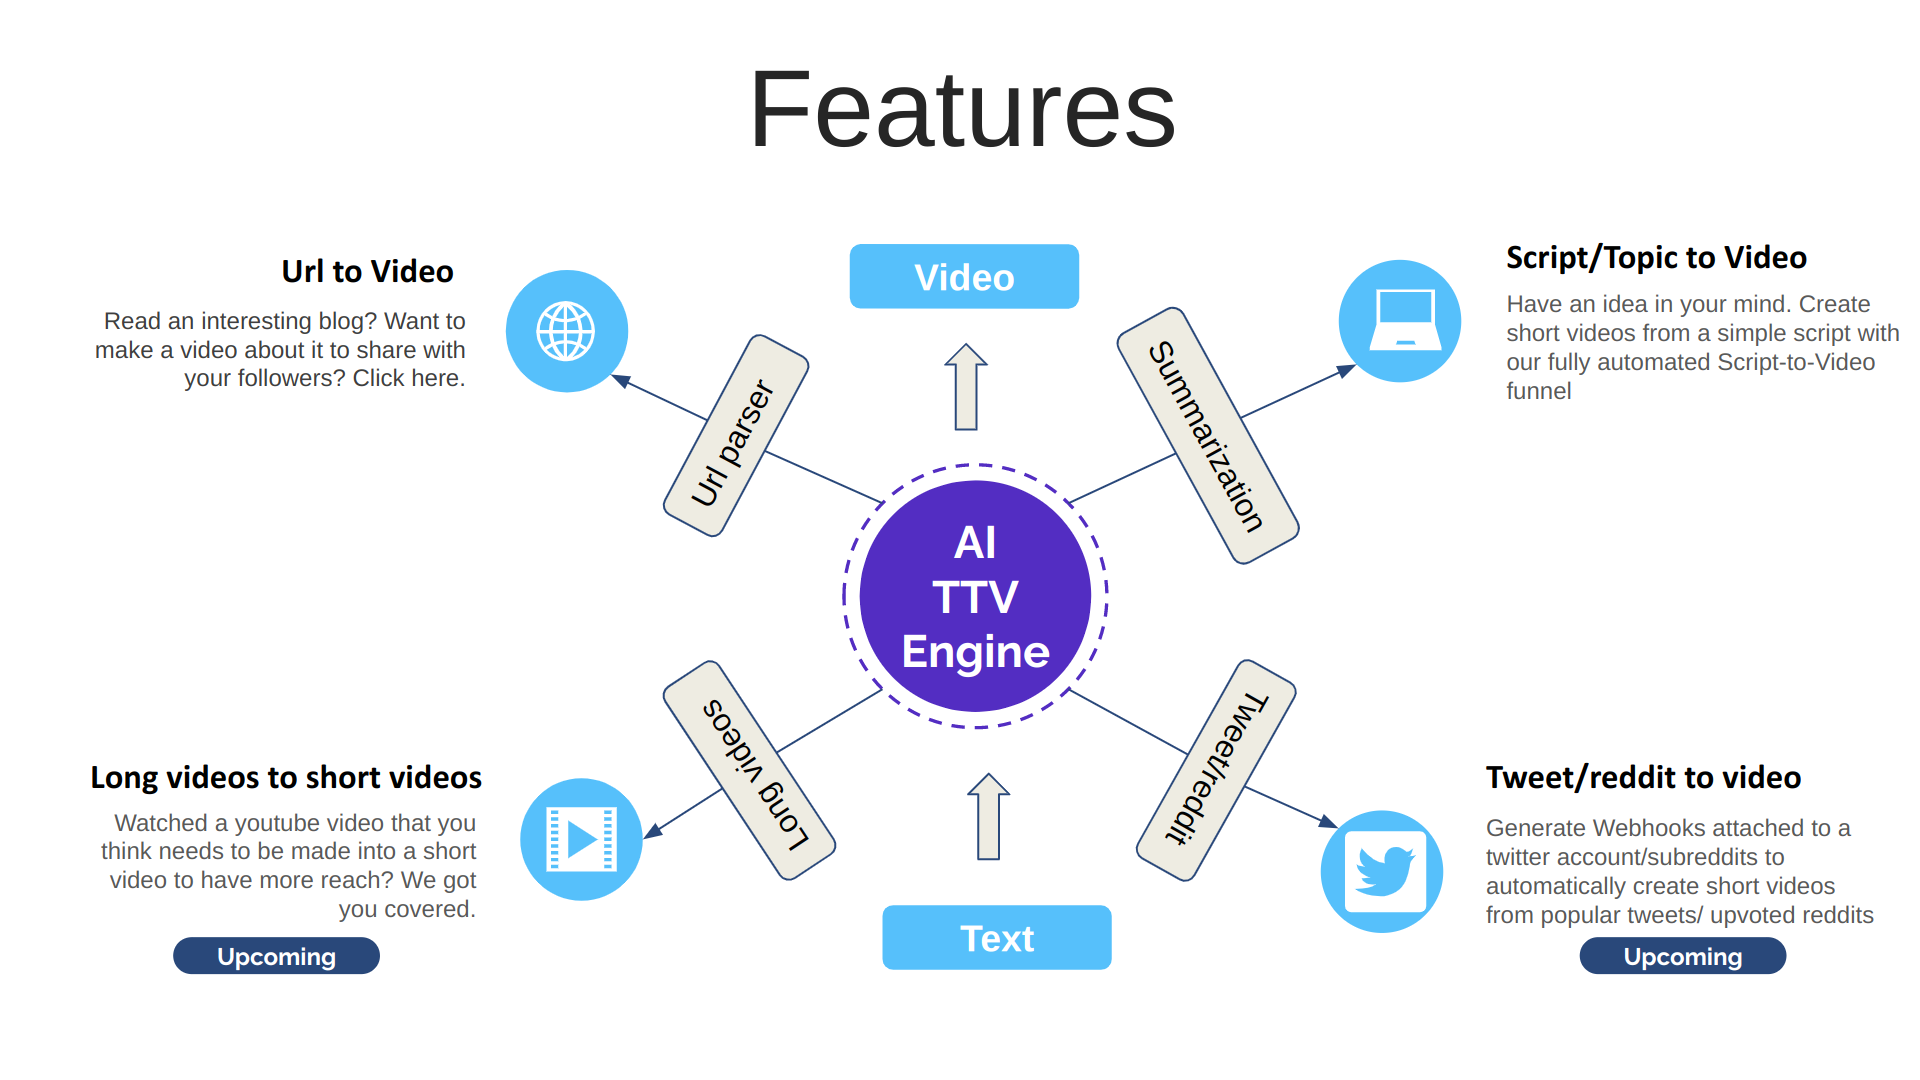 Features
Url to Video
Read an interesting blog? Want to
make a video about it to share with
your followers? Click here.
Url parser
Video
Summarization
Script/Topic to Video
Have an idea in your mind. Create
short videos from a simple script with
our fully automated Script-to-Video
funnel
AI
TTV
Engine
Long videos to short videos
Watched a youtube video that you
think needs to be made into a short
video to have more reach? We got
you covered.
Upcoming
Long videos
Text
Tweet/reddit
Tweet/reddit to video
Generate Webhooks attached to a
twitter account/subreddits to
automatically create short videos
from popular tweets/ upvoted reddits
Upcoming